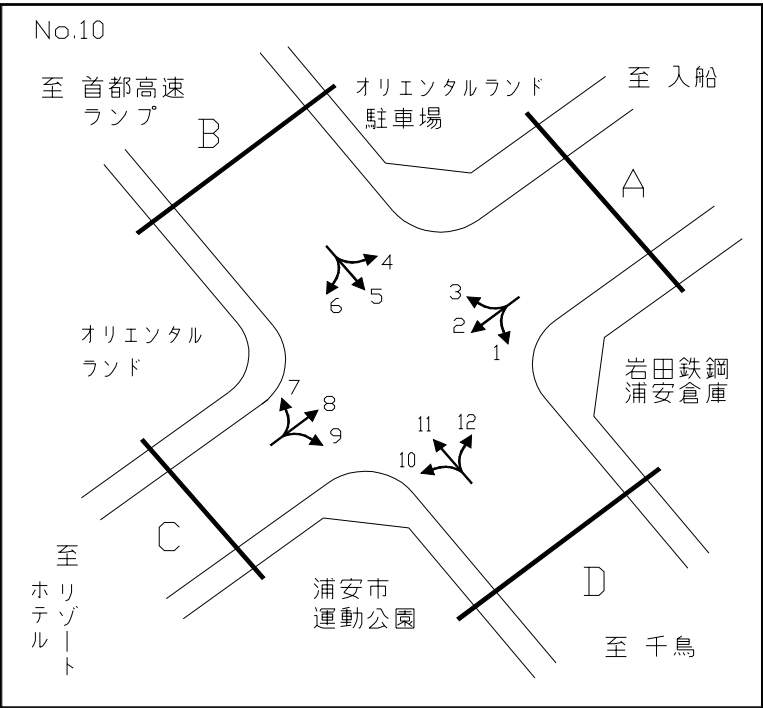 No.10
至 首都高速
ランプ
B
オリエンタルランド
駐車場
至 入船
A
4
5
6
3
2
1
オリエンタル
ランド
岩田鉄鋼
浦安倉庫
7
8
9
11
12
10
C
至
リゾート
ホテル
浦安市
運動公園
D
至 千鳥